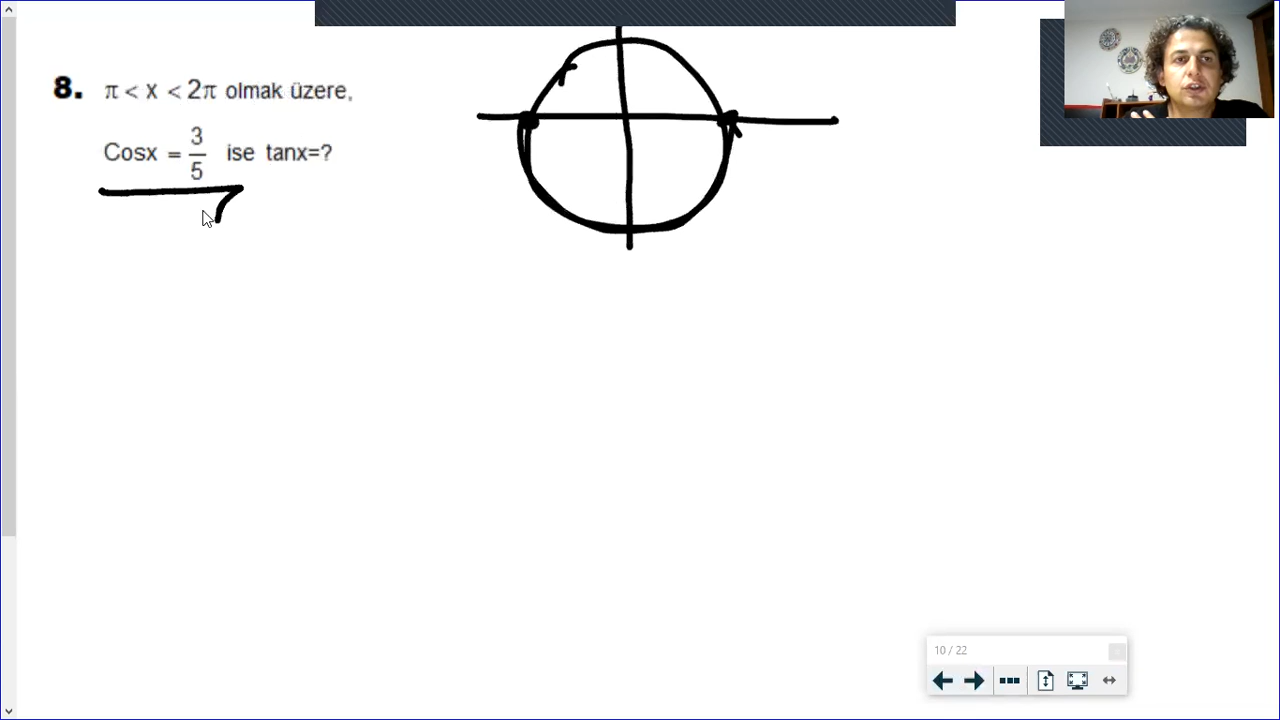 8. π < x < 2π olmak üzere,
Cosx = 3/5 ise tanx=?
10 / 22